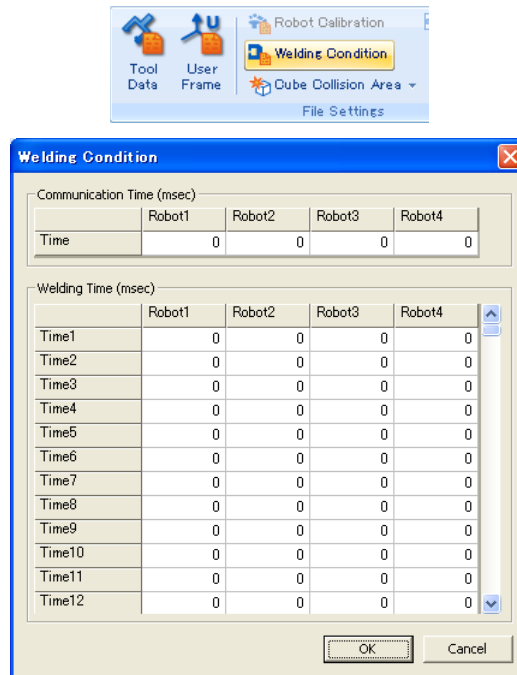 Tool Data
User Frame
Robot Calibration
Welding Condition
Cube Collision Area
File Settings
Welding Condition
Communication Time (msec)
Robot1 Robot2 Robot3 Robot4
Time 0 0 0 0
Welding Time (msec)
Robot1 Robot2 Robot3 Robot4
Time1 0 0 0 0
Time2 0 0 0 0
Time3 0 0 0 0
Time4 0 0 0 0
Time5 0 0 0 0
Time6 0 0 0 0
Time7 0 0 0 0
Time8 0 0 0 0
Time9 0 0 0 0
Time10 0 0 0 0
Time11 0 0 0 0
Time12 0 0 0 0
OK Cancel